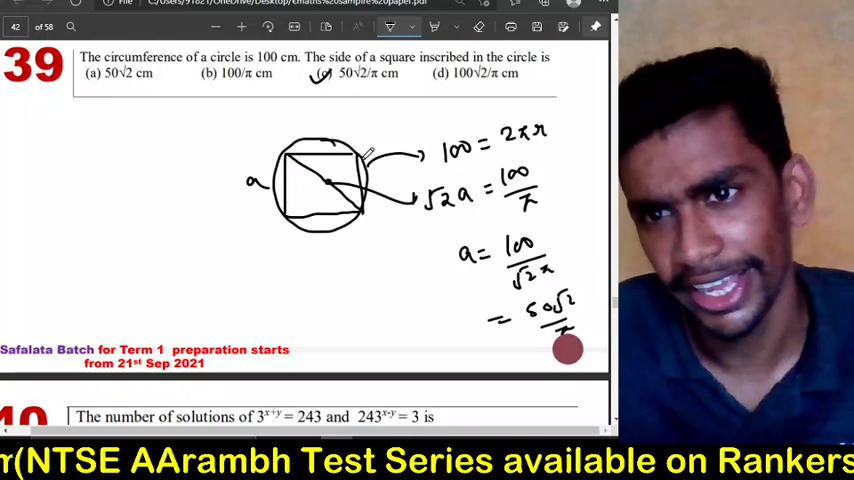 42 of 58
39
The circumference of a circle is 100 cm. The side of a square inscribed in the circle is
(a) 50√2 cm (b) 100/π cm (c) 50√2/π cm (d) 100√2/π cm
100 = 2πr
a
√2a = 100/π
a = 100/√2π
= 50√2/π
Safalata Batch for Term 1 preparation starts
from 21st Sep 2021
The number of solutions of 3^x+y = 243 and 243^x-y = 3 is
(NTSE AArambh Test Series available on Rankers